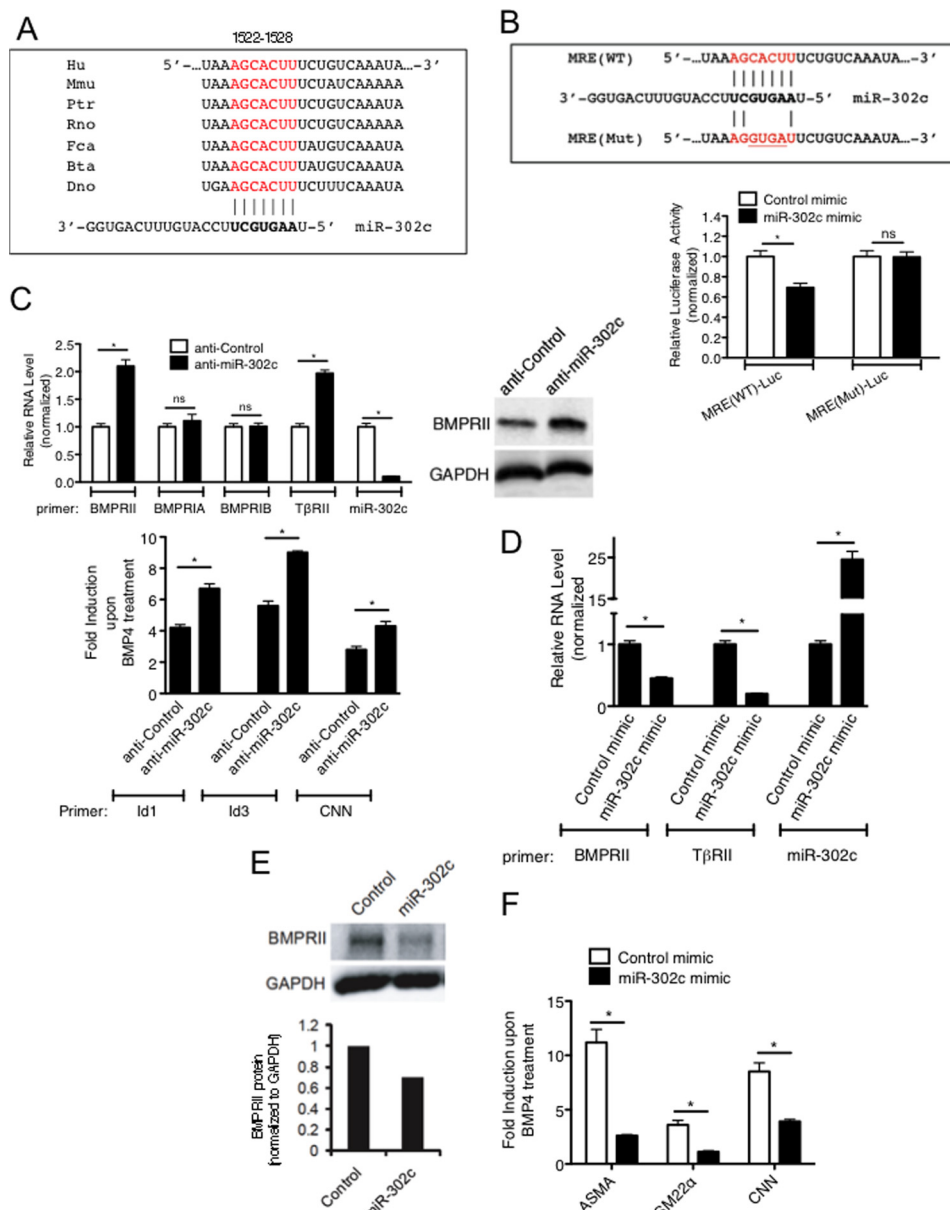 A
1522-1528
Hu 5′-…UAAAGCACUUUCUGUCAAAUA…-3′
Mmu UAAAGCACUUUCUAUCAAAAA
Ptr UAAAGCACUUUCUGUCAAAUA
Rno UAAAGCACUUUCUGUCAAAUA
Fca UAAAGCACUUUCUGUCAAAUA
Bta UAAAGCACUUUCUGUCAAAUA
Dno UGAAGCACUUUCUUUCAAAUA
3′-GGUGACUUUGUACCUUCGUGAAU-5′ miR-302c
B
MRE(WT) 5′-…UAAAGCACUUUCUGUCAAAUA…-3′
3′-GGUGACUUUGUACCUUCGUGAAU-5′ miR-302c
MRE(Mut) 5′-…UAAAGGUGAUUCUGUCAAAUA…-3′
Control mimic
miR-302c mimic
Relative Luciferase Activity
(normalized)
1.4
1.2
1.0
0.8
0.6
0.4
0.2
0.0
*
ns
MRE(WT)-Luc
MRE(Mut)-Luc
C
anti-Control
anti-miR-302c
Relative RNA Level
(normalized)
2.5
2.0
1.5
1.0
0.5
0.0
*
ns
ns
*
*
primer: BMPRII BMPRIA BMPRIB TβRII miR-302c
anti-Control
anti-miR-302c
BMPRII
GAPDH
Fold Induction
upon
BMP4 treatment
10
8
6
4
2
0
*
*
*
anti-Control
anti-miR-302c
anti-Control
anti-miR-302c
anti-Control
anti-miR-302c
Primer: Id1 Id3 CNN
D
Relative RNA Level
(normalized)
25
15
1
0
*
*
*
Control mimic
miR-302c mimic
Control mimic
miR-302c mimic
Control mimic
miR-302c mimic
primer: BMPRII TβRII miR-302c
E
Control
miR-302c
BMPRII
GAPDH
BMPRII protein
(normalized to GAPDH)
1.2
1
0.8
0.6
0.4
0.2
0
Control
miR-302c
F
Control mimic
miR-302c mimic
Fold Induction upon
BMP4 treatment
15
10
5
0
*
*
*
ASMA
SM22α
CNN